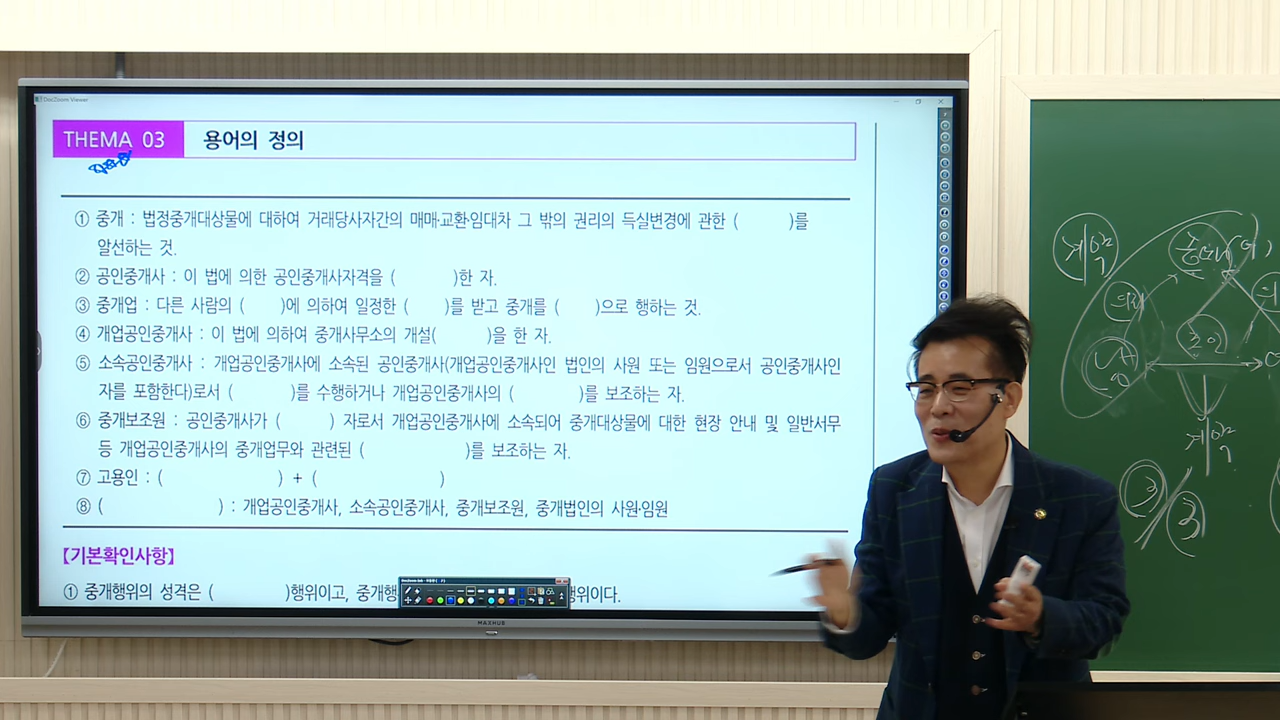 DocZoom Viewer
THEMA 03 용어의 정의
① 중개 : 법정중개대상물에 대하여 거래당사자간의 매매·교환·임대차 그 밖의 권리의 득실변경에 관한 ( )를
알선하는 것.
② 공인중개사 : 이 법에 의한 공인중개사자격을 ( )한 자.
③ 중개업 : 다른 사람의 ( )에 의하여 일정한 ( )를 받고 중개를 ( )으로 행하는 것.
④ 개업공인중개사 : 이 법에 의하여 중개사무소의 개설( )을 한 자.
⑤ 소속공인중개사 : 개업공인중개사에 소속된 공인중개사(개업공인중개사인 법인의 사원 또는 임원으로서 공인중개사인
자를 포함한다)로서 ( )를 수행하거나 개업공인중개사의 ( )를 보조하는 자.
⑥ 중개보조원 : 공인중개사가 ( ) 자로서 개업공인중개사에 소속되어 중개대상물에 대한 현장 안내 및 일반서무
등 개업공인중개사의 중개업무와 관련된 ( )를 보조하는 자.
⑦ 고용인 : ( ) + ( )
⑧ ( ) : 개업공인중개사, 소속공인중개사, 중개보조원, 중개법인의 사원·임원
【기본확인사항】
① 중개행위의 성격은 ( )행위이고, 중개행 행위이다.
MAXHUB
계약
계약